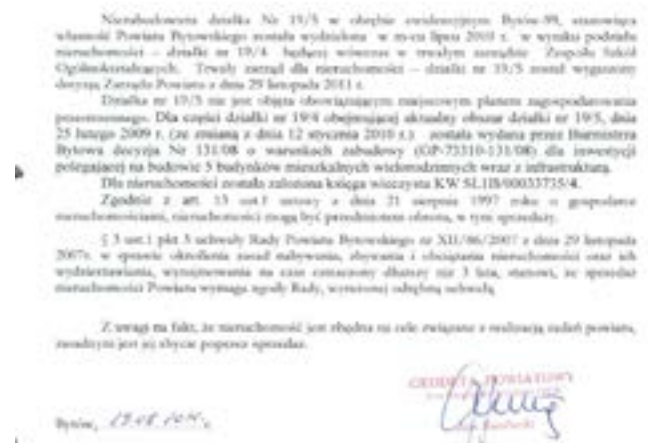 Niezabudowana działka Nr 19/5 w obrębie ewidencyjnym Bytów-99, stanowiąca
własność Powiatu Bytowskiego została wydzielona w m-cu lipcu 2010 r. w wyniku podziału
nieruchomości – działki nr 19/4 będącej wówczas w trwałym zarządzie Zespołu Szkół
Ogólnokształcących. Trwały zarząd dla nieruchomości – działki nr 19/5 został wygaszony
decyzją Zarządu Powiatu z dnia 29 listopada 2011 r.
Działka nr 19/5 nie jest objęta obowiązującym miejscowym planem zagospodarowania
przestrzennego. Dla części działki nr 19/4 obejmującej aktualny obszar działki nr 19/5, dnia
25 lutego 2009 r. (ze zmianą z dnia 12 stycznia 2010 r.) została wydana przez Burmistrza
Bytowa decyzja Nr 131/08 o warunkach zabudowy (GP-73310-131/08) dla inwestycji
polegającej na budowie 5 budynków mieszkalnych wielorodzinnych wraz z infrastrukturą.
Dla nieruchomości została założona księga wieczysta KW SL1B/00033735/4.
Zgodnie z art. 13 ust.1 ustawy z dnia 21 sierpnia 1997 roku o gospodarce
nieruchomościami, nieruchomości mogą być przedmiotem obrotu, w tym sprzedaży.
§ 3 ust.1 pkt 3 uchwały Rady Powiatu Bytowskiego nr XII/86/2007 z dnia 29 listopada
2007r. w sprawie określenia zasad nabywania, zbywania i obciążania nieruchomości oraz ich
wydzierżawiania, wynajmowania na czas oznaczony dłuższy niż 3 lata, stanowi, że sprzedaż
nieruchomości Powiatu wymaga zgody Rady, wyrażonej odrębną uchwałą.
Z uwagi na fakt, że nieruchomość jest zbędna na cele związane z realizacją zadań powiatu,
zasadnym jest jej zbycie poprzez sprzedaż.
GEODETA POWIATOWY
Bytów,